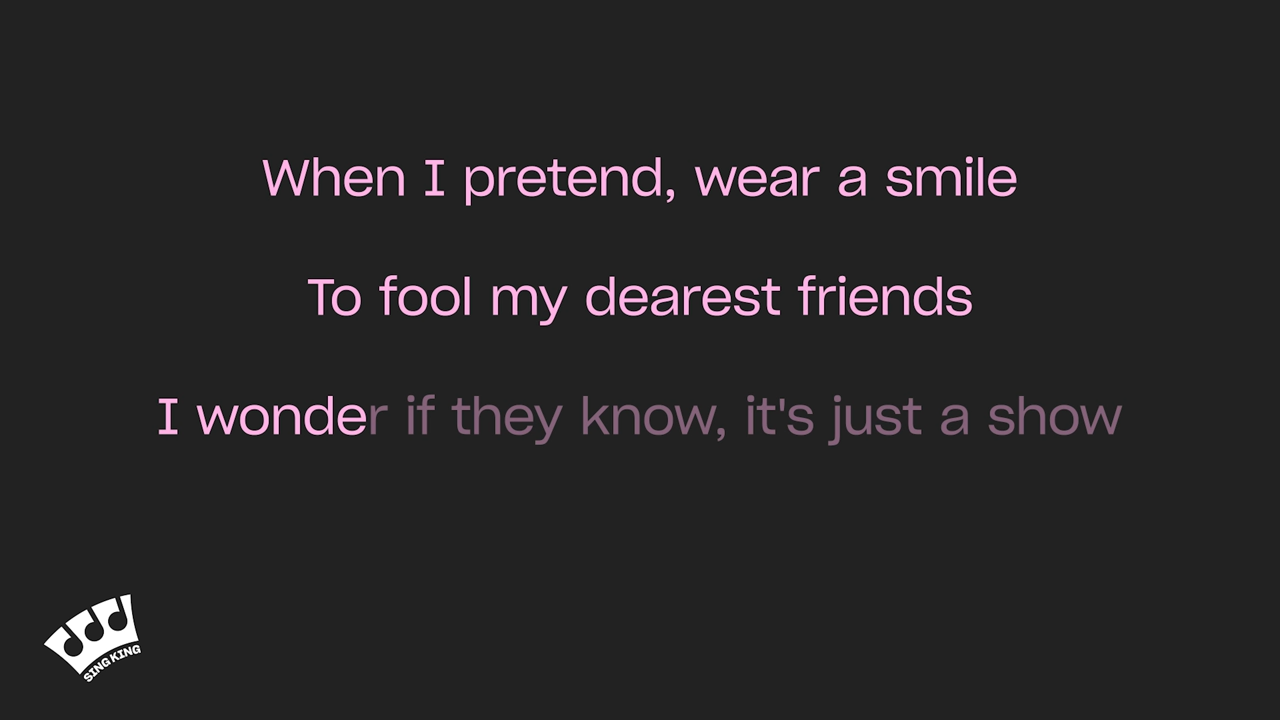 When I pretend, wear a smile
To fool my dearest friends
I wonder if they know, it's just a show
SING KING